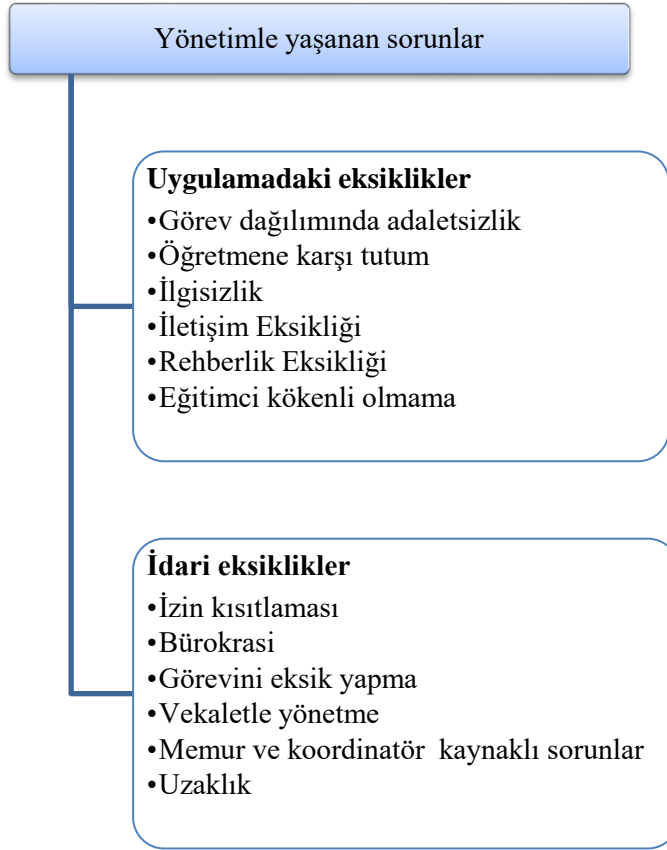 Yönetimle yaşanan sorunlar
Uygulamadaki eksiklikler
•Görev dağılımında adaletsizlik
•Öğretmene karşı tutum
•İlgisizlik
•İletişim Eksikliği
•Rehberlik Eksikliği
•Eğitimci kökenli olmama
İdari eksiklikler
•İzin kısıtlaması
•Bürokrasi
•Görevini eksik yapma
•Vekaletle yönetme
•Memur ve koordinatör  kaynaklı sorunlar
•Uzaklık